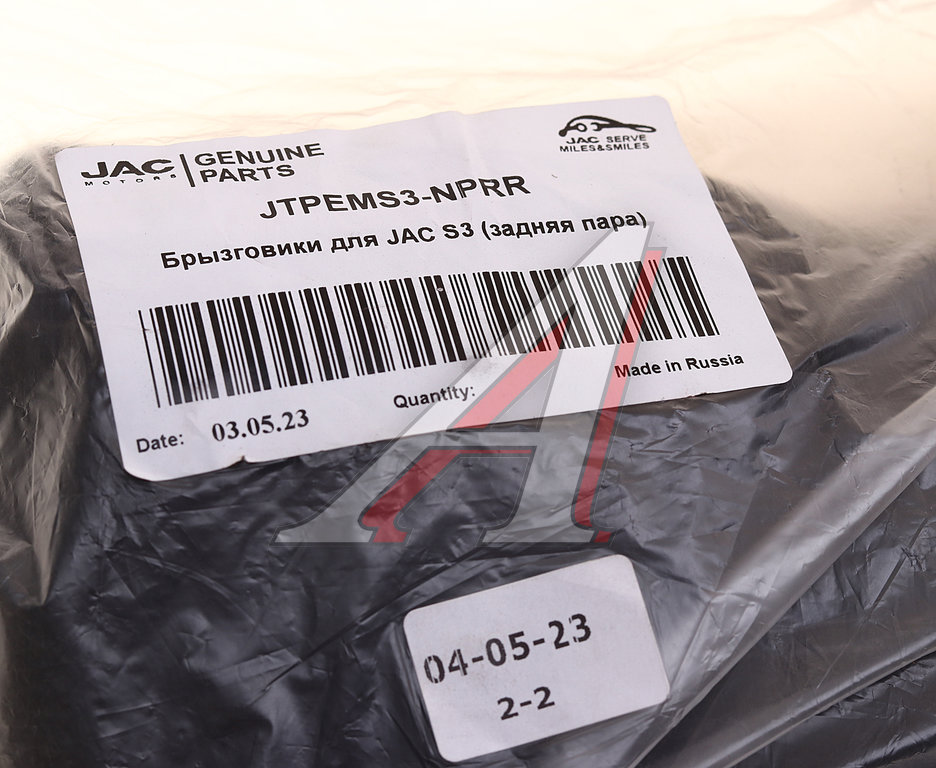 JAC MOTORS | GENUINE PARTS
JAC SERVE
MILES&SMILES
JTPEMS3-NPRR
Брызговики для JAC S3 (задняя пара)
Made in Russia
Quantity:
Date: 03.05.23
04-05-23
2-2